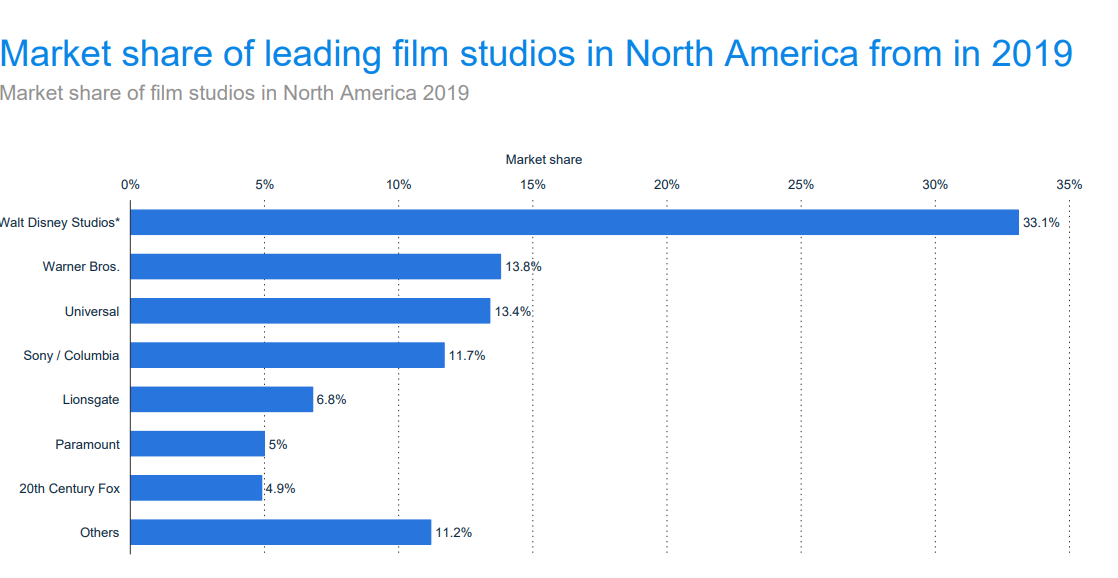 Market share of leading film studios in North America from in 2019
Market share of film studios in North America 2019
Market share
0% 5% 10% 15% 20% 25% 30% 35%
Walt Disney Studios* 33.1%
Warner Bros. 13.8%
Universal 13.4%
Sony / Columbia 11.7%
Lionsgate 6.8%
Paramount 5%
20th Century Fox 4.9%
Others 11.2%